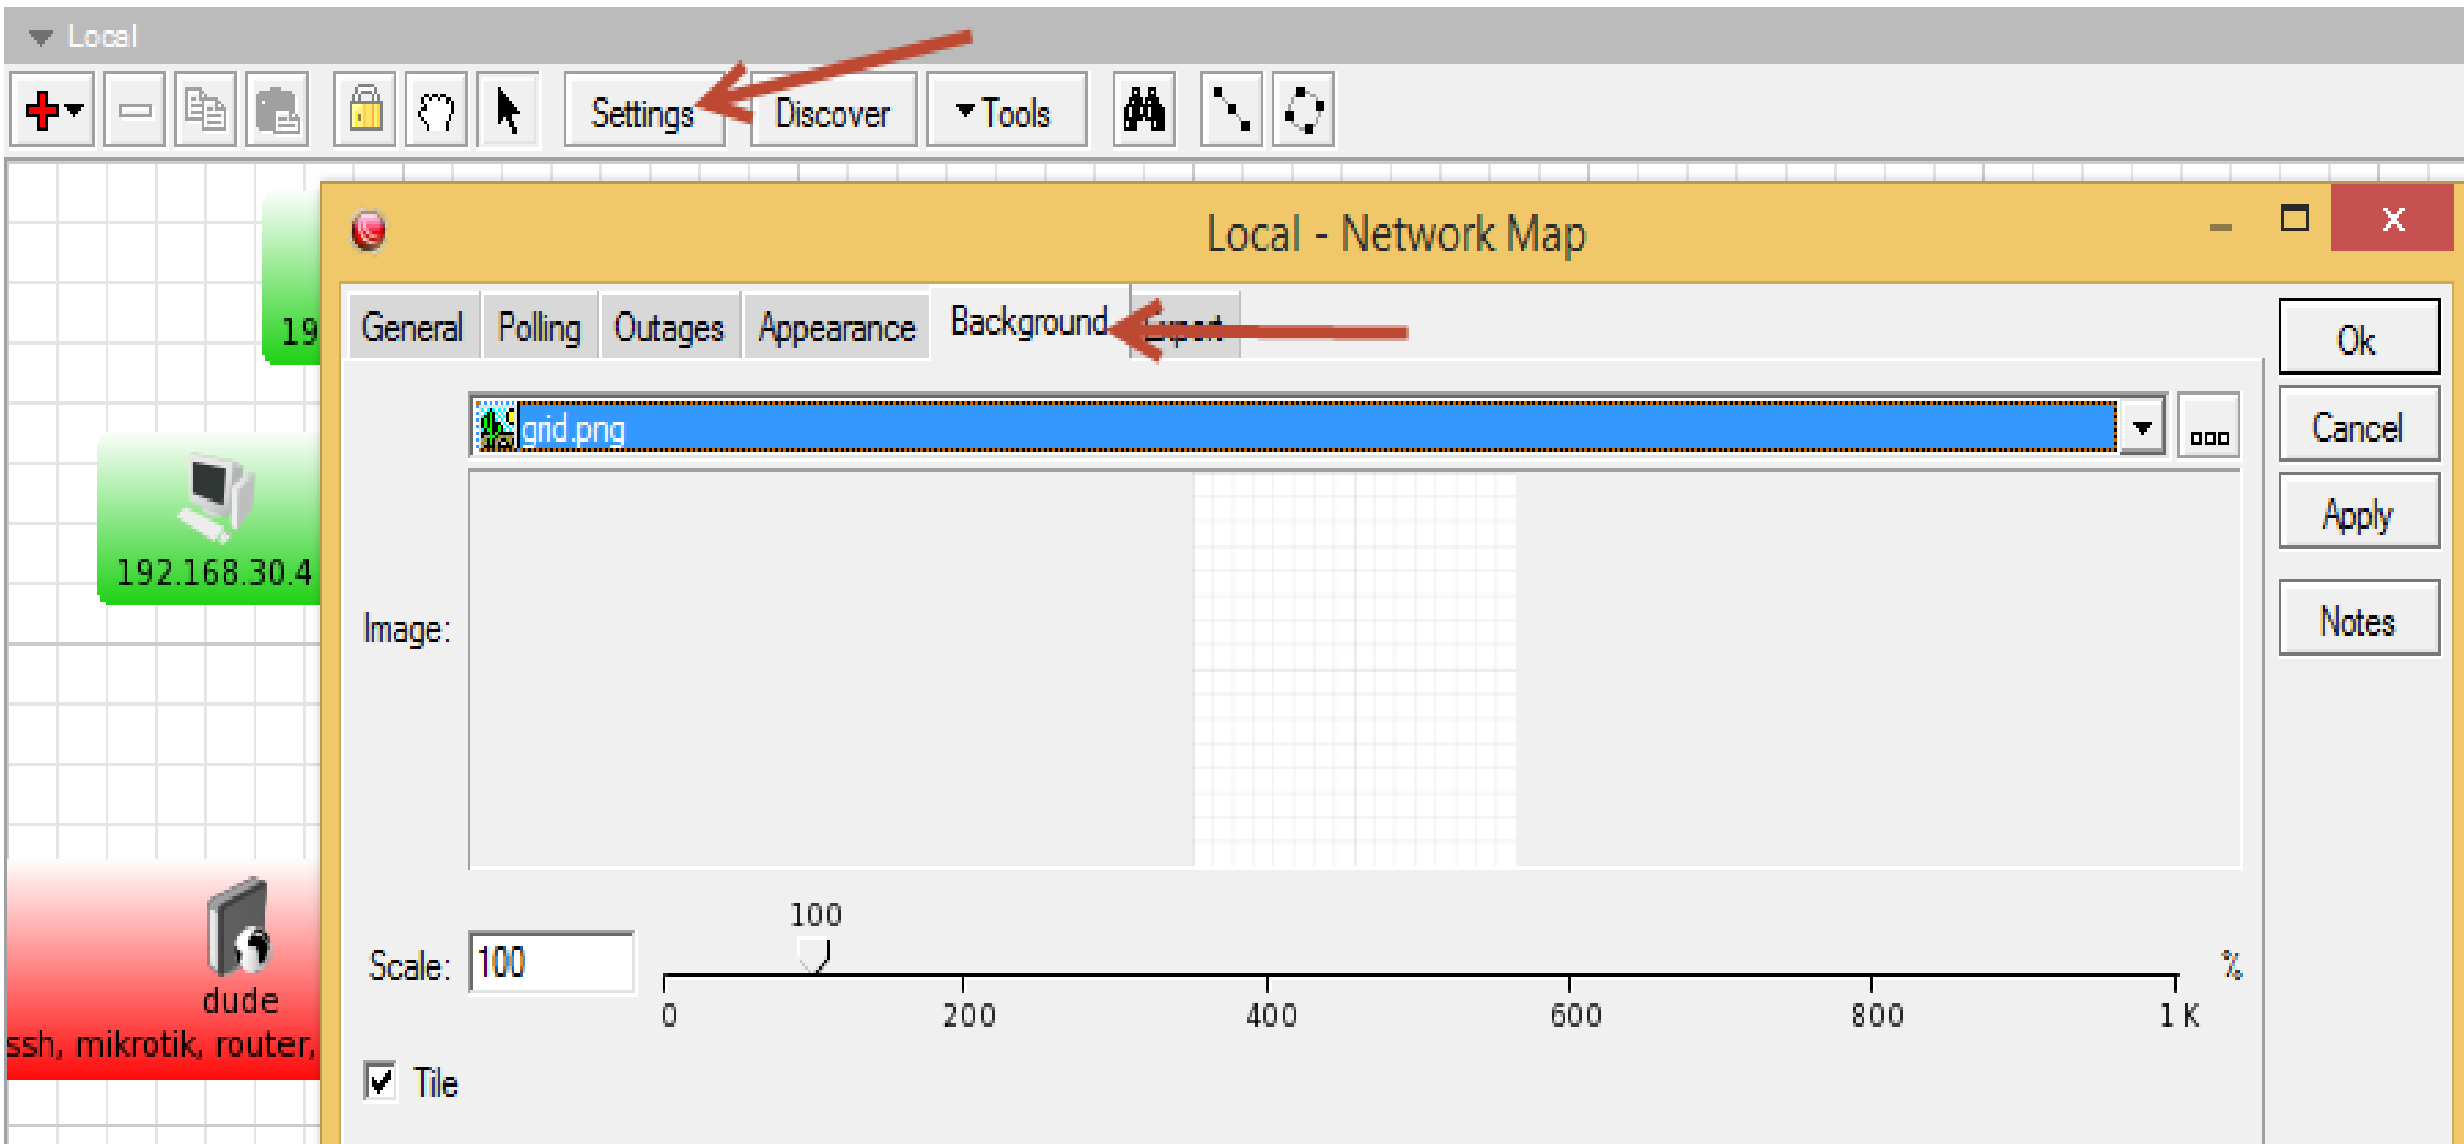 Local
Settings Discover Tools
Local - Network Map
General Polling Outages Appearance Background Export
Ok
19
grid.png
Cancel
Apply
192.168.30.4
Image:
Notes
100
Scale: 100 %
0 200 400 600 800 1 K
dude
ssh, mikrotik, router,
Tile